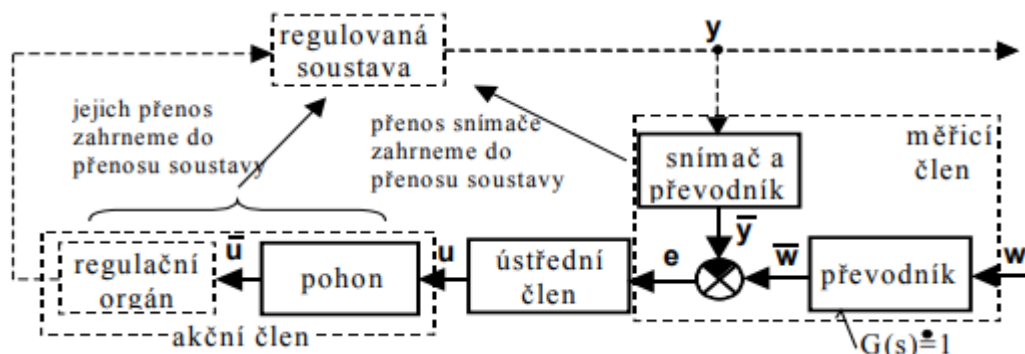 regulovaná
soustava
y
jejich přenos
zahrneme do
přenosu soustavy
přenos snímače
zahrneme do
přenosu soustavy
měřicí
člen
snímač a
převodník
y̅
u̅
u
e
w̅
w
regulační
orgán
pohon
ústřední
člen
převodník
akční člen
G(s)≐1